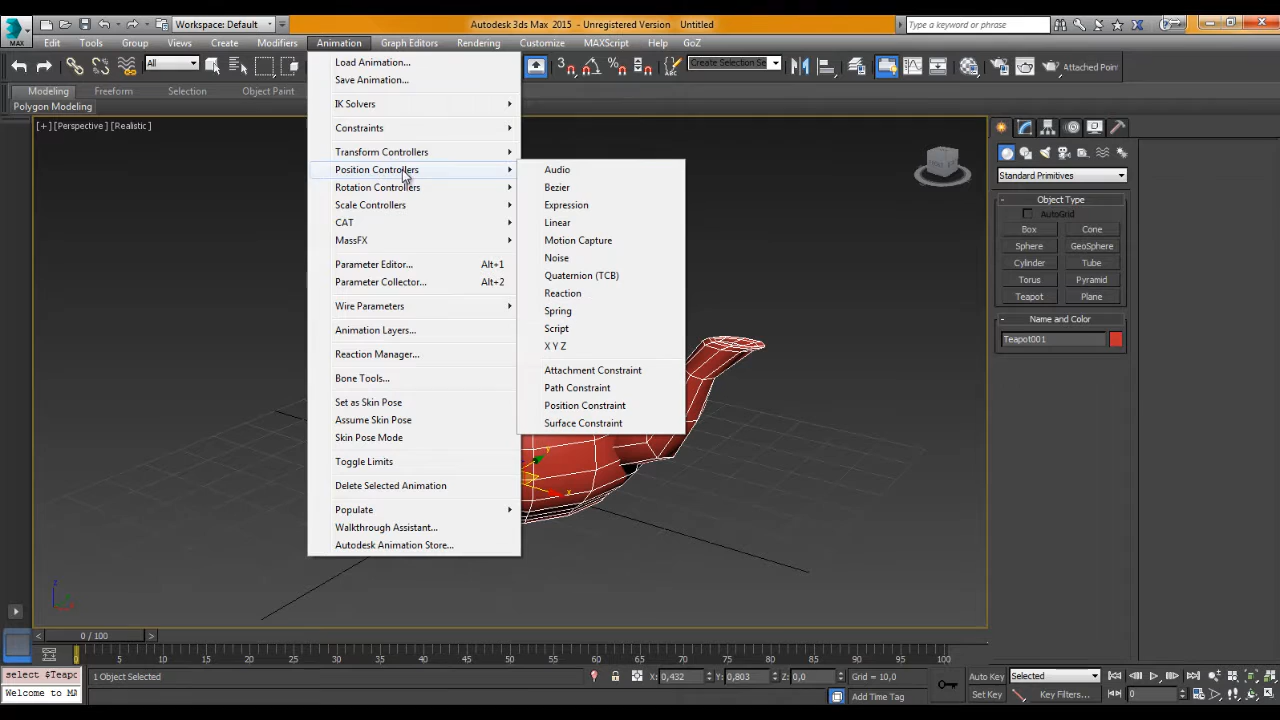 Workspace: Default
Autodesk 3ds Max 2015 - Unregistered Version Untitled
Type a keyword or phrase
MAX
Edit Tools Group Views Create Modifiers Animation Graph Editors Rendering Customize MAXScript Help GoZ
All
Create Selection Se
Attached Point
Modeling Freeform Selection Object Paint
Polygon Modeling
[+] [Perspective] [Realistic]
Load Animation...
Save Animation...
IK Solvers
Constraints
Transform Controllers
Position Controllers
Rotation Controllers
Scale Controllers
CAT
MassFX
Parameter Editor... Alt+1
Parameter Collector... Alt+2
Wire Parameters
Animation Layers...
Reaction Manager...
Bone Tools...
Set as Skin Pose
Assume Skin Pose
Skin Pose Mode
Toggle Limits
Delete Selected Animation
Populate
Walkthrough Assistant...
Autodesk Animation Store...
Audio
Bezier
Expression
Linear
Motion Capture
Noise
Quaternion (TCB)
Reaction
Spring
Script
X Y Z
Attachment Constraint
Path Constraint
Position Constraint
Surface Constraint
Standard Primitives
- Object Type
AutoGrid
Box Cone
Sphere GeoSphere
Cylinder Tube
Torus Pyramid
Teapot Plane
- Name and Color
Teapot001
y
x
z
< 0 / 100 >
0 5 10 15 20 25 30 35 40 45 50 55 60 65 70 75 80 85 90 95 100
select $Teapo
Welcome to MA
1 Object Selected
X: 0,432 Y: 0,803 Z: 0,0 Grid = 10,0
Add Time Tag
Auto Key Selected
Set Key Key Filters...
0